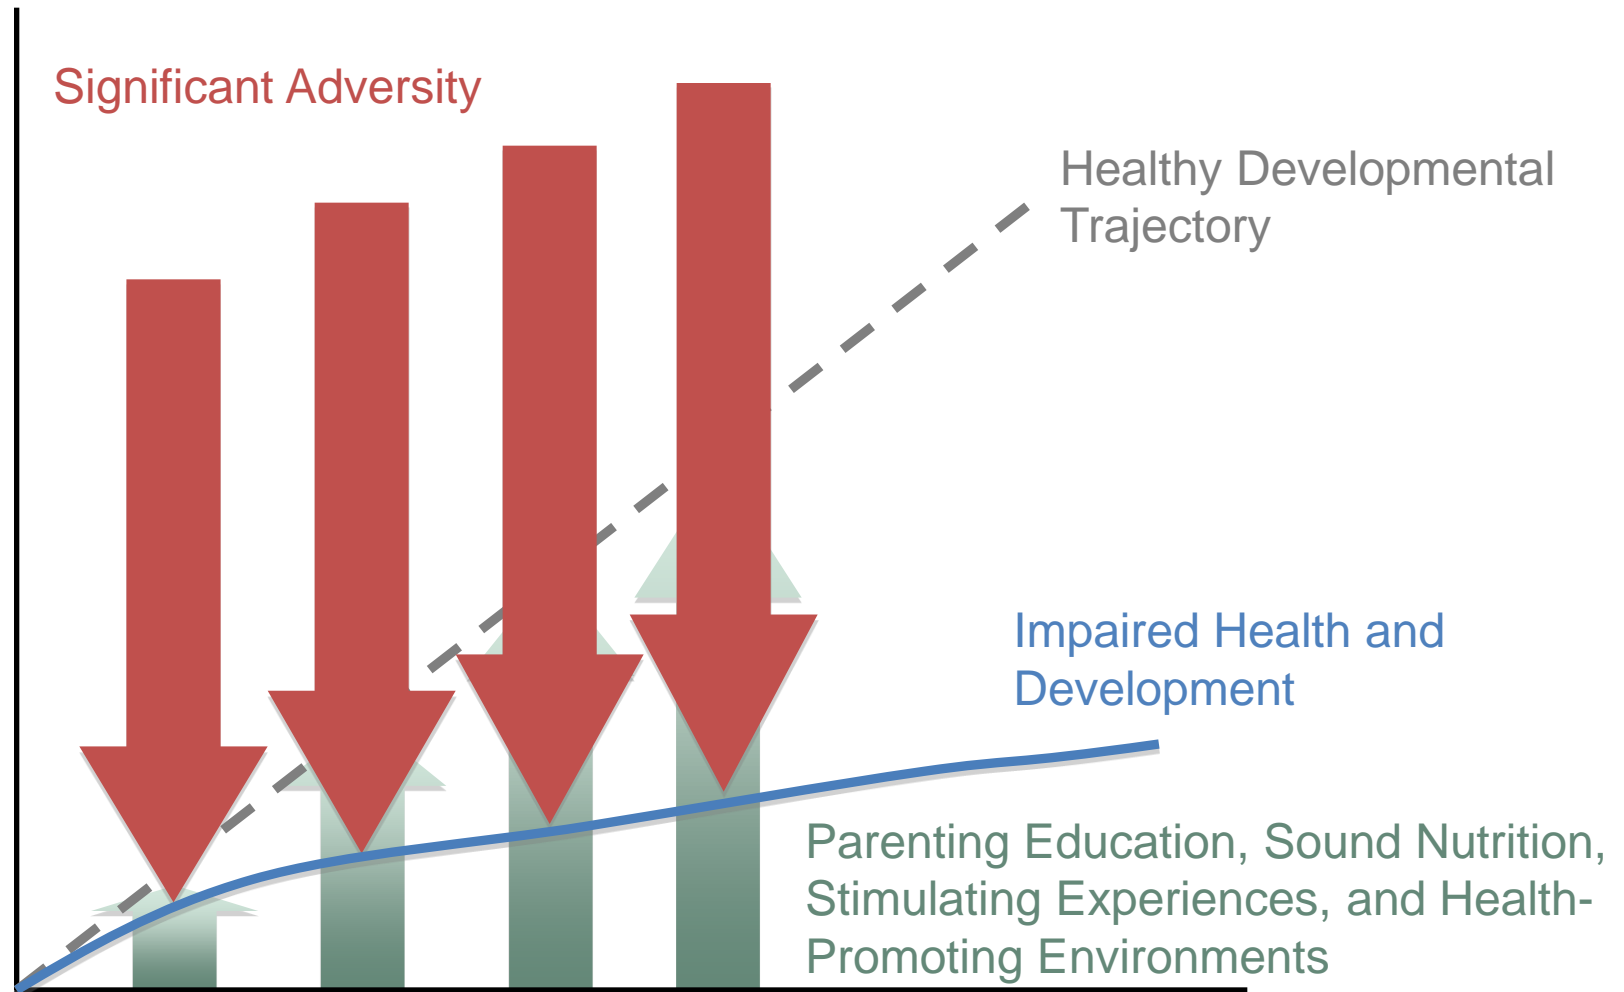 Significant Adversity
Healthy Developmental
Trajectory
Impaired Health and
Development
Parenting Education, Sound Nutrition,
Stimulating Experiences, and Health-
Promoting Environments